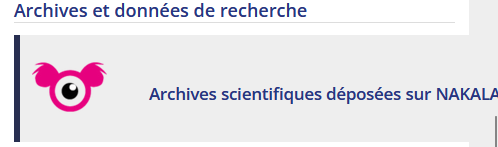 Archives et données de recherche
Archives scientifiques déposées sur NAKALA